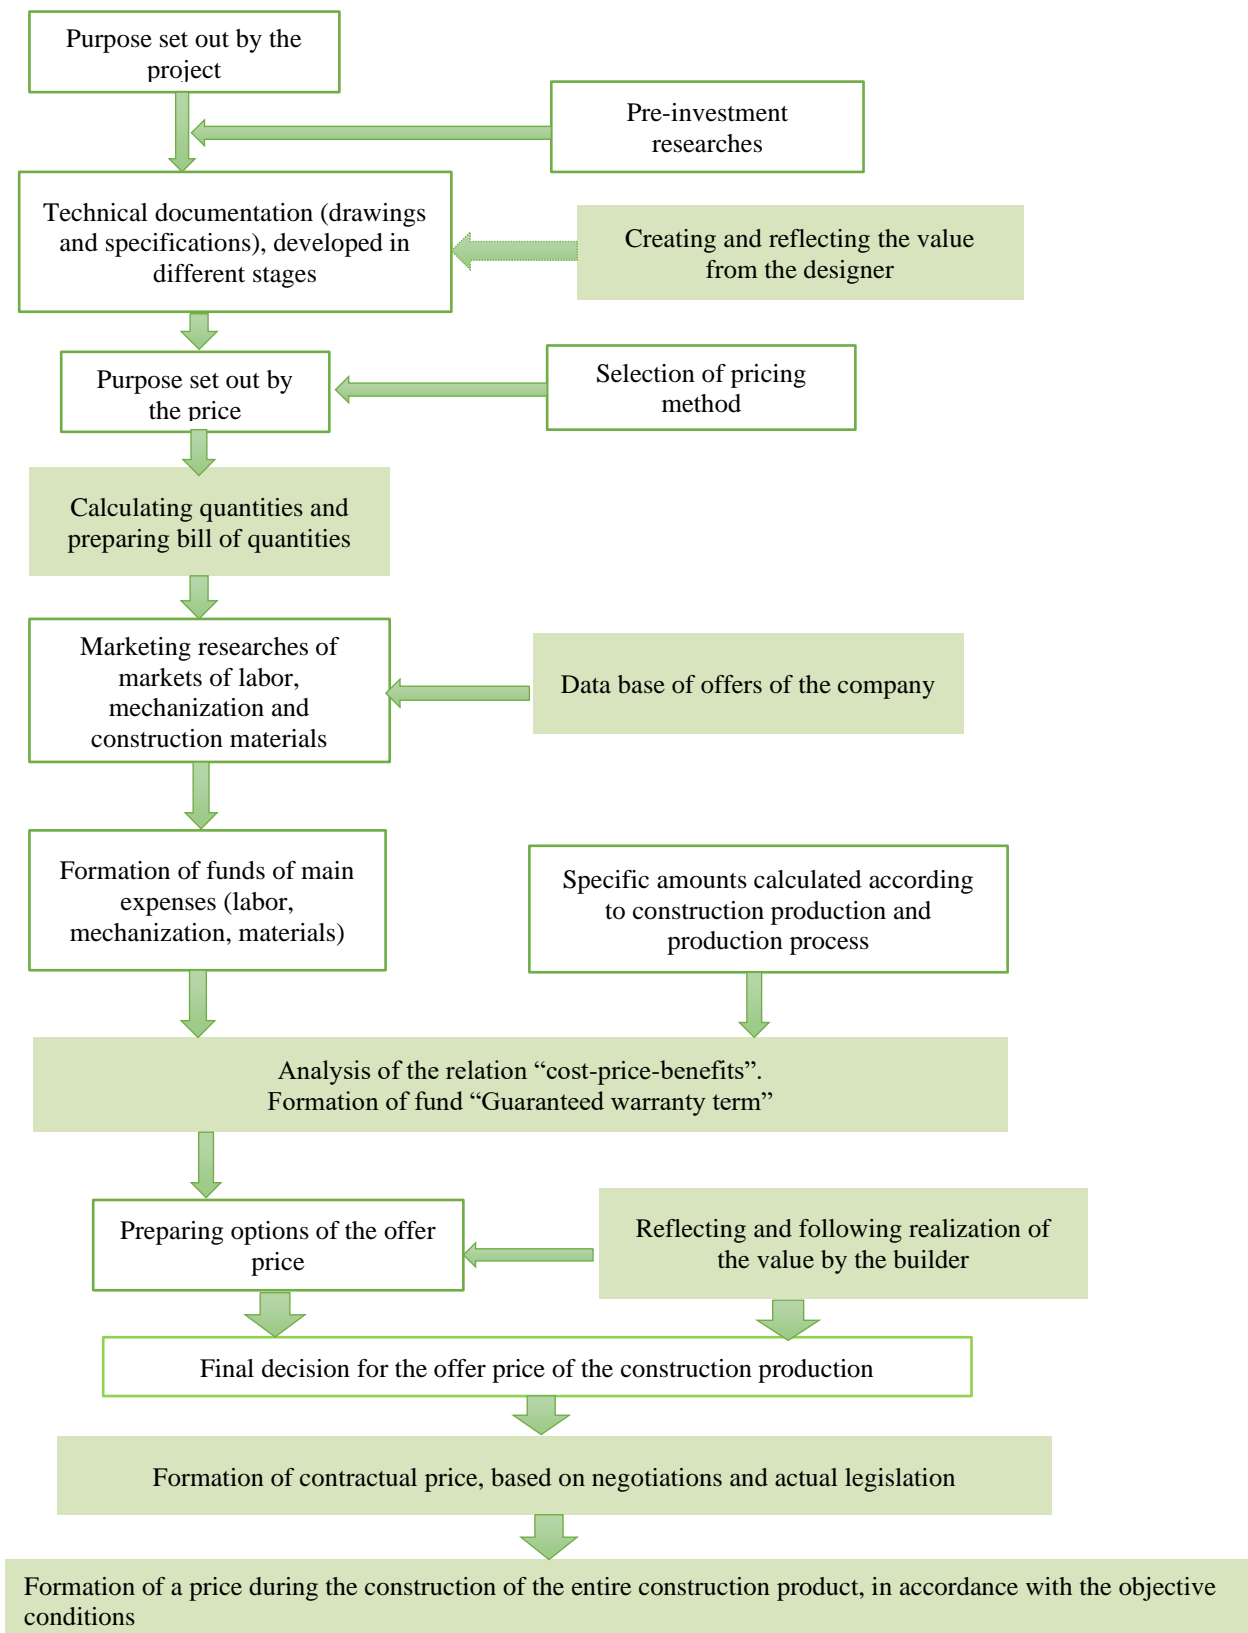 Purpose set out by the
project
Pre-investment
researches
Technical documentation (drawings
and specifications), developed in
different stages
Creating and reflecting the value
from the designer
Purpose set out by
the price
Selection of pricing
method
Calculating quantities and
preparing bill of quantities
Marketing researches of
markets of labor,
mechanization and
construction materials
Data base of offers of the company
Formation of funds of main
expenses (labor,
mechanization, materials)
Specific amounts calculated according
to construction production and
production process
Analysis of the relation “cost-price-benefits”.
Formation of fund “Guaranteed warranty term”
Preparing options of the offer
price
Reflecting and following realization of
the value by the builder
Final decision for the offer price of the construction production
Formation of contractual price, based on negotiations and actual legislation
Formation of a price during the construction of the entire construction product, in accordance with the objective
conditions